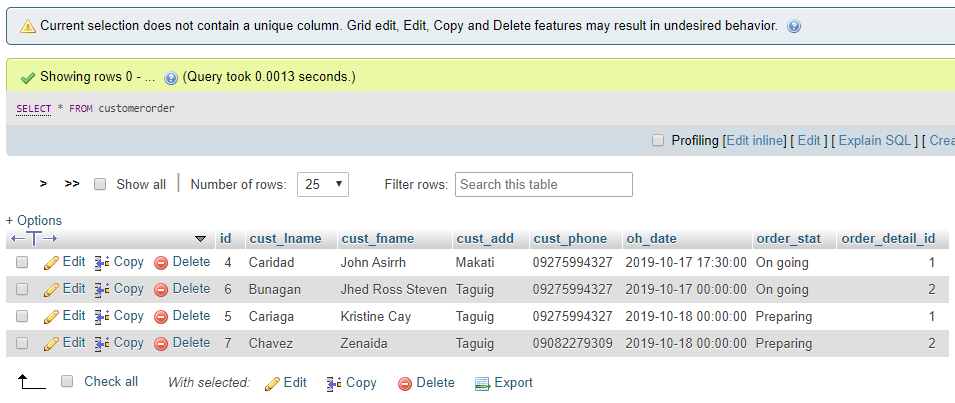 Current selection does not contain a unique column. Grid edit, Edit, Copy and Delete features may result in undesired behavior.
Showing rows 0 - ... (Query took 0.0013 seconds.)
SELECT * FROM customerorder
Profiling [Edit inline] [ Edit ] [ Explain SQL ] [ Crea
> >> Show all Number of rows: 25 Filter rows: Search this table
+ Options
id cust_lname cust_fname cust_add cust_phone oh_date order_stat order_detail_id
Edit Copy Delete 4 Caridad John Asirrh Makati 09275994327 2019-10-17 17:30:00 On going 1
Edit Copy Delete 6 Bunagan Jhed Ross Steven Taguig 09275994327 2019-10-17 00:00:00 On going 2
Edit Copy Delete 5 Cariaga Kristine Cay Taguig 09275994327 2019-10-18 00:00:00 Preparing 1
Edit Copy Delete 7 Chavez Zenaida Taguig 09082279309 2019-10-18 00:00:00 Preparing 2
Check all With selected: Edit Copy Delete Export